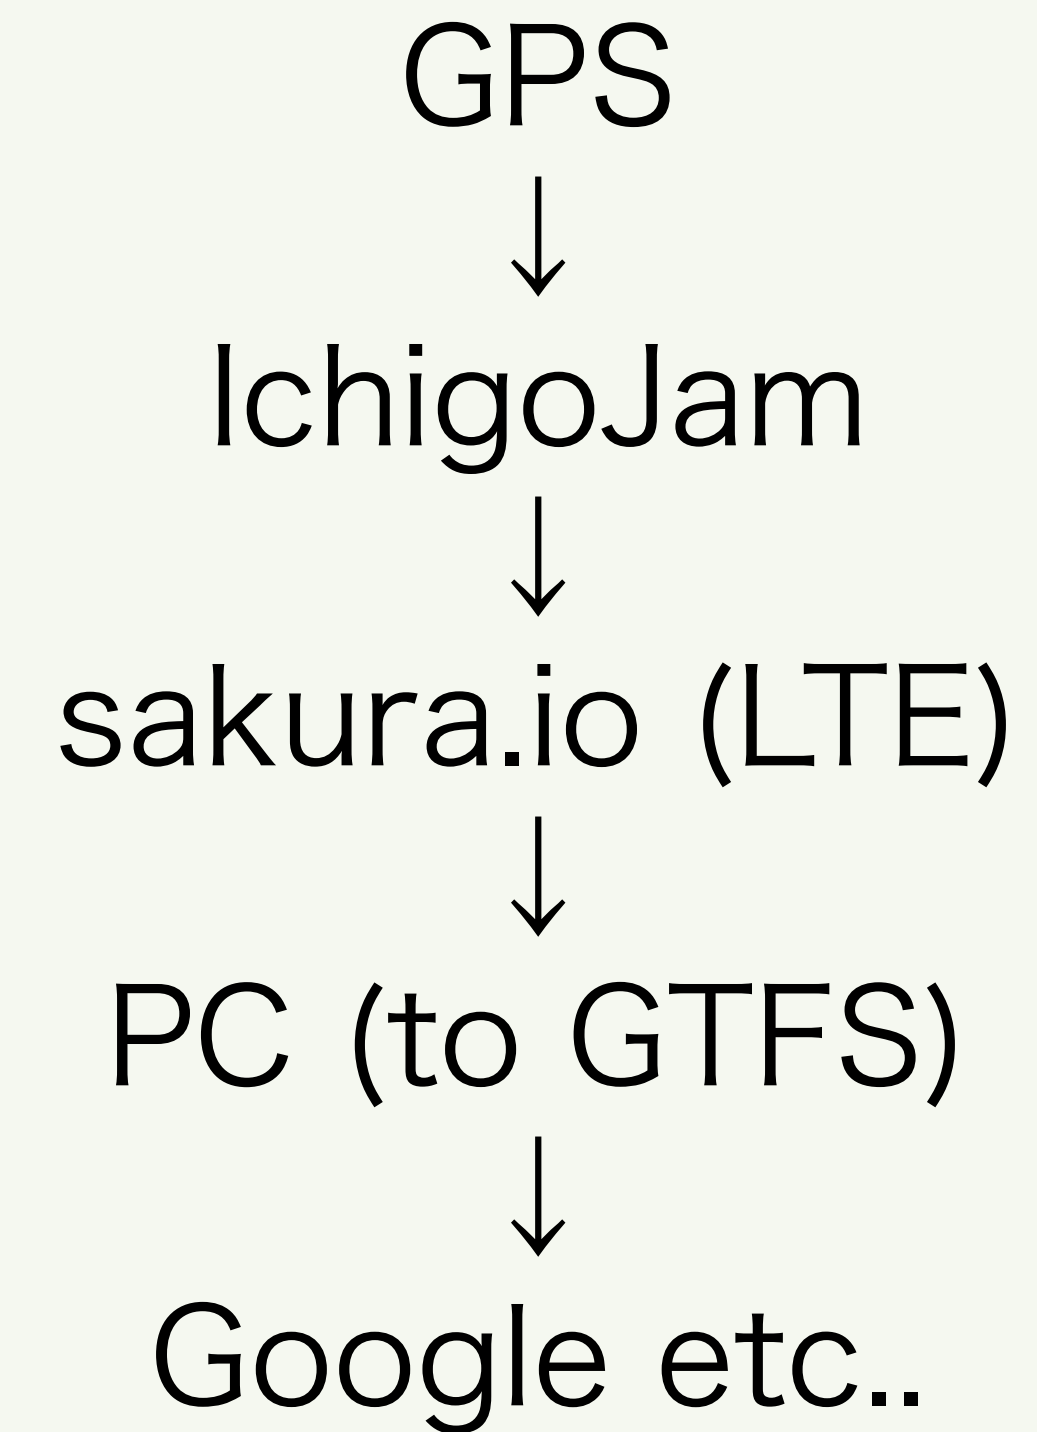 GPS
↓
IchigoJam
↓
sakura.io (LTE)
↓
PC (to GTFS)
↓
Google etc..